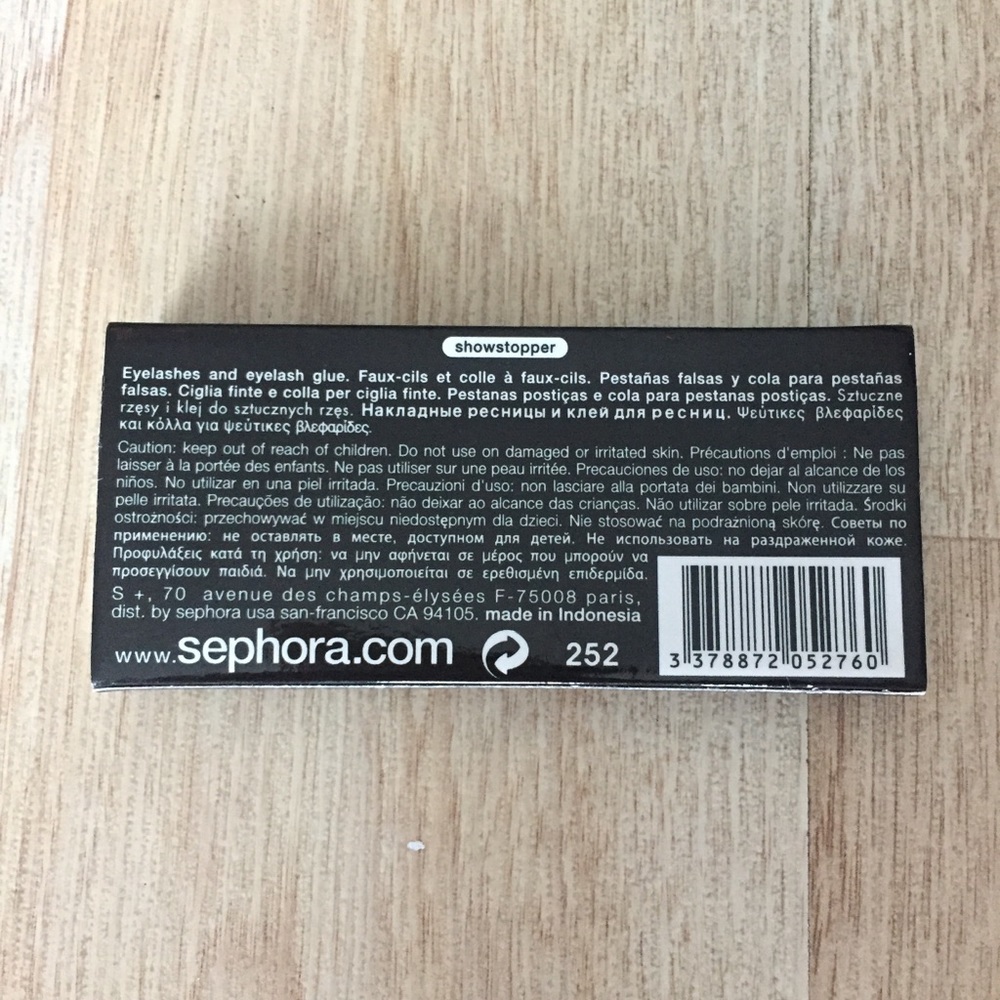 showstopper
Eyelashes and eyelash glue. Faux-cils et colle à faux-cils. Pestañas falsas y cola para pestañas
falsas. Ciglia finte e colla per ciglia finte. Pestanas postiças e cola para pestanas postiças. Sztuczne
rzęsy i klej do sztucznych rzęs. Накладные ресницы и клей для ресниц. Ψεύτικες βλεφαρίδες
και κόλλα για ψεύτικες βλεφαρίδες.
Caution: keep out of reach of children. Do not use on damaged or irritated skin. Précautions d'emploi : Ne pas
laisser à la portée des enfants. Ne pas utiliser sur une peau irritée. Precauciones de uso: no dejar al alcance de los
niños. No utilizar en una piel irritada. Precauzioni d'uso: non lasciare alla portata dei bambini. Non utilizzare su
pelle irritata. Precauções de utilização: não deixar ao alcance das crianças. Não utilizar sobre pele irritada. Środki
ostrożności: przechowywać w miejscu niedostępnym dla dzieci. Nie stosować na podrażnioną skórę. Советы по
применению: не оставлять в месте, доступном для детей. Не использовать на раздраженной коже.
Προφυλάξεις κατά τη χρήση: να μην αφήνεται σε μέρος που μπορούν να
προσεγγίσουν παιδιά. Να μην χρησιμοποιείται σε ερεθισμένη επιδερμίδα.
S +, 70 avenue des champs-élysées F-75008 paris,
dist. by sephora usa san-francisco CA 94105. made in Indonesia
www.sephora.com 252
3 378872 052760